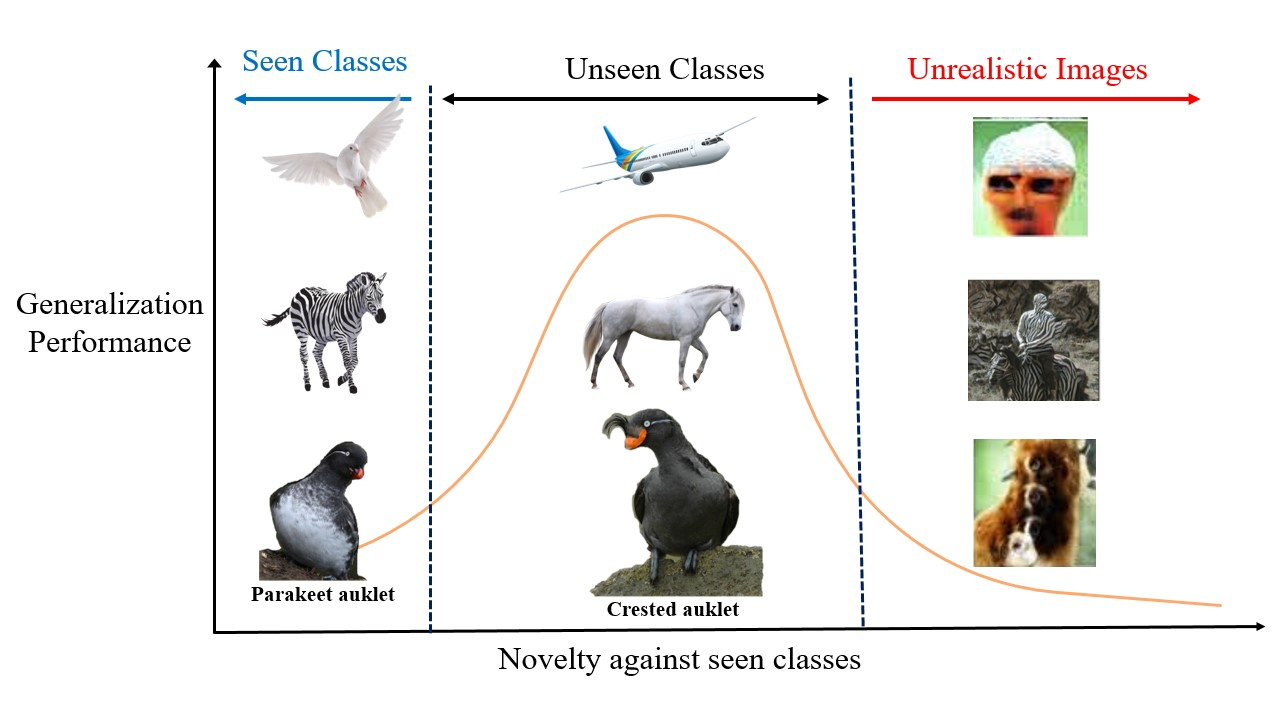 Seen Classes
Unseen Classes
Unrealistic Images
Generalization
Performance
Parakeet auklet
Crested auklet
Novelty against seen classes